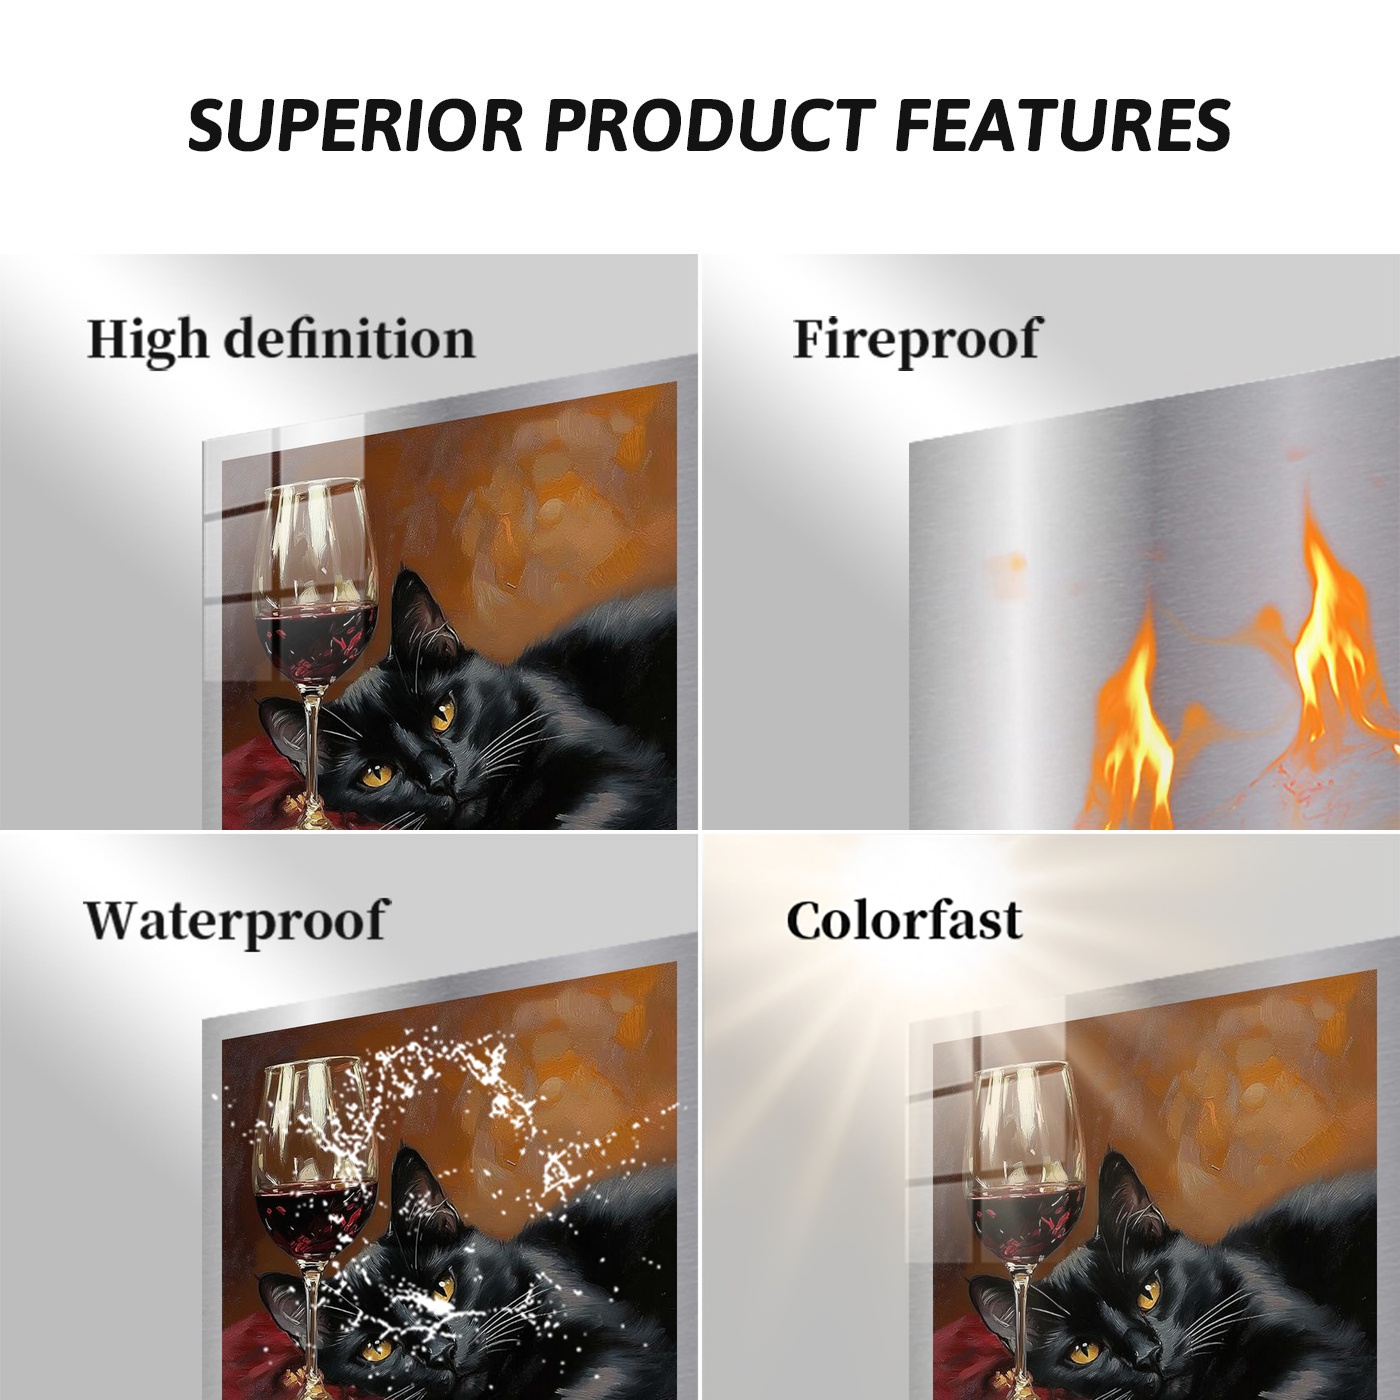 SUPERIOR PRODUCT FEATURES
High definition
Fireproof
Waterproof
Colorfast